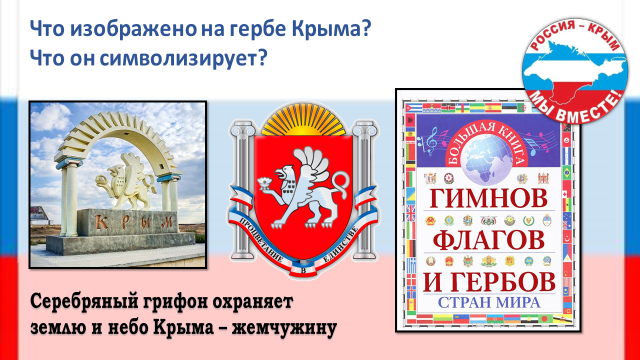 Что изображено на гербе Крыма?
Что он символизирует?
РОССИЯ – КРЫМ
МЫ ВМЕСТЕ!
КРЫМ
ПРОЦВЕТАНИЕ В ЕДИНСТВЕ
БОЛЬШАЯ КНИГА
ГИМНОВ
ФЛАГОВ
И ГЕРБОВ
СТРАН МИРА
Серебряный грифон охраняет
землю и небо Крыма – жемчужину